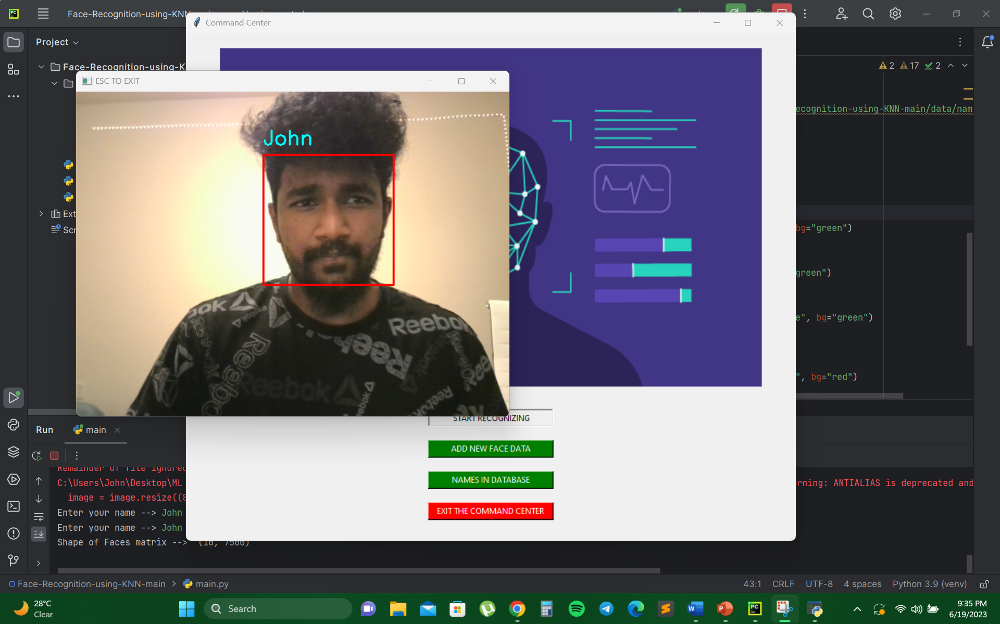 Face-Recognition-using-KNN
Command Center
Project
Face-Recognition-using-K
2 17 2
ESC TO EXIT
John
ecognition-using-KNN-main/data/nam
Ext
Scr
bg="green")
green")
e", bg="green")
", bg="red")
Reebok
Reebok
Reebok
Reebok
START RECOGNIZING
ADD NEW FACE DATA
NAMES IN DATABASE
EXIT THE COMMAND CENTER
Run
main
Remainder of file ignored
C:\Users\John\Desktop\ML
rning: ANTIALIAS is deprecated and
image = image.resize((8
Enter your name --> John
Enter your name --> John
Shape of Faces matrix --> (10, 7500)
Face-Recognition-using-KNN-main > main.py
43:1 CRLF UTF-8 4 spaces Python 3.9 (venv)
28°C
Clear
Search
9:35 PM
6/19/2023